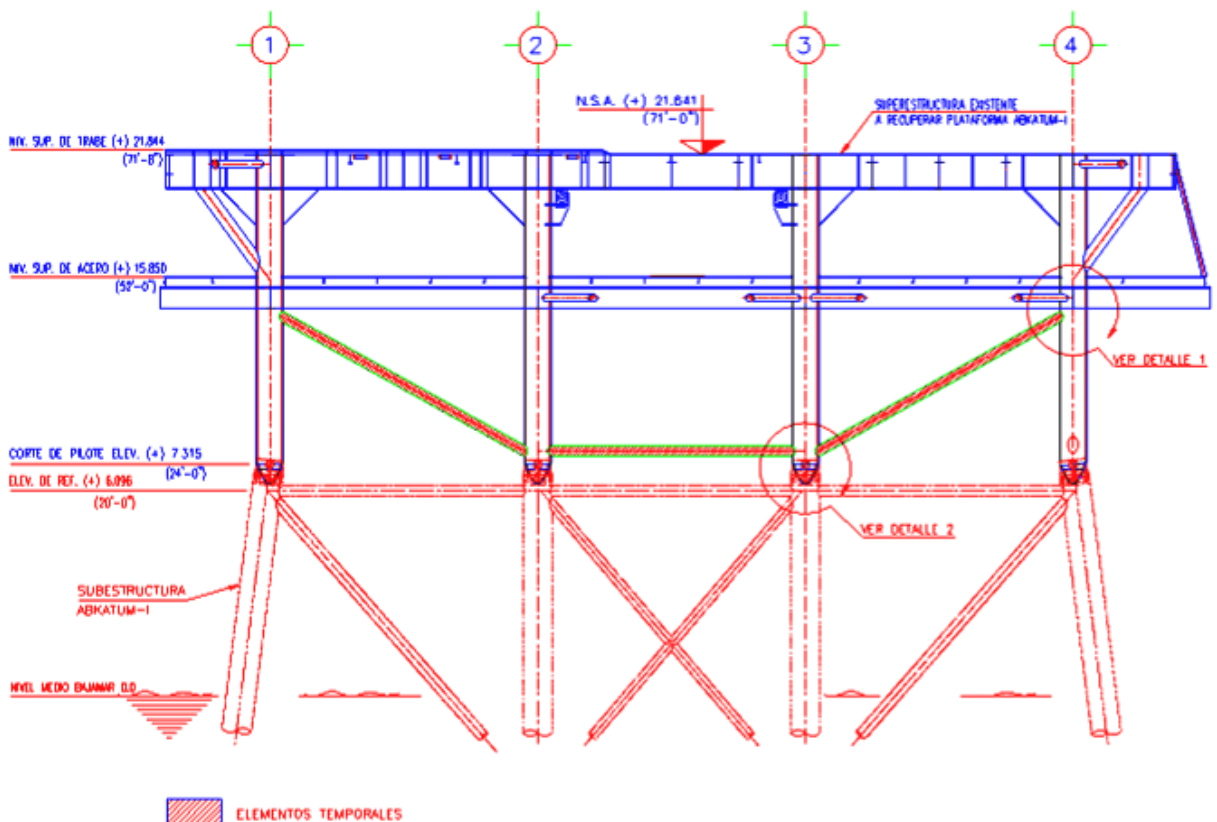 1
2
3
4
N.S.A. (+) 21.641
(71'-0")
SUPERESTRUCTURA EXISTENTE
A RECUPERAR PLATAFORMA ABKATUM-I
NIV. SUP. DE TRABE (+) 21.844
(71'-8")
NIV. SUP. DE ACERO (+) 15.850
(52'-0")
VER DETALLE 1
CORTE DE PILOTE ELEV. (+) 7.315
(24'-0")
ELEV. DE REF. (+) 6.096
(20'-0")
VER DETALLE 2
SUBESTRUCTURA
ABKATUM-I
NIVEL MEDIO BAJAMAR 0.0
ELEMENTOS TEMPORALES